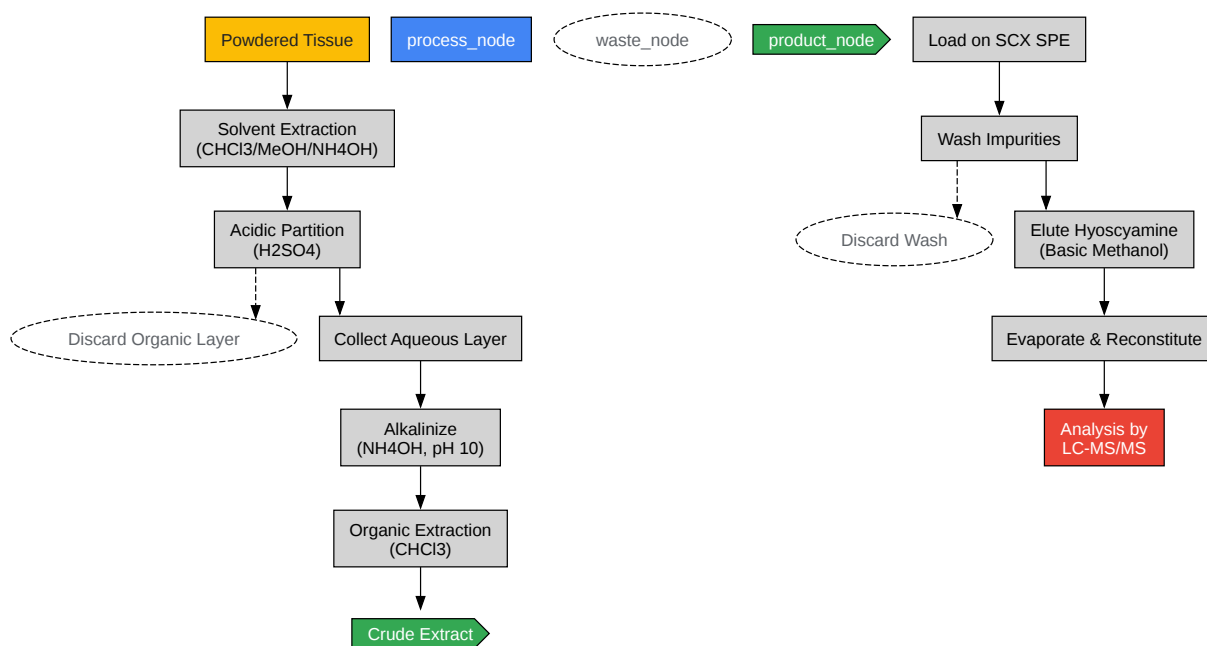 Powdered Tissue
process_node
waste_node
product_node
Load on SCX SPE
Solvent Extraction
(CHCl3/MeOH/NH4OH)
Wash Impurities
Acidic Partition
(H2SO4)
Discard Wash
Elute Hyoscyamine
(Basic Methanol)
Discard Organic Layer
Collect Aqueous Layer
Evaporate & Reconstitute
Alkalinize
(NH4OH, pH 10)
Analysis by
LC-MS/MS
Organic Extraction
(CHCl3)
Crude Extract